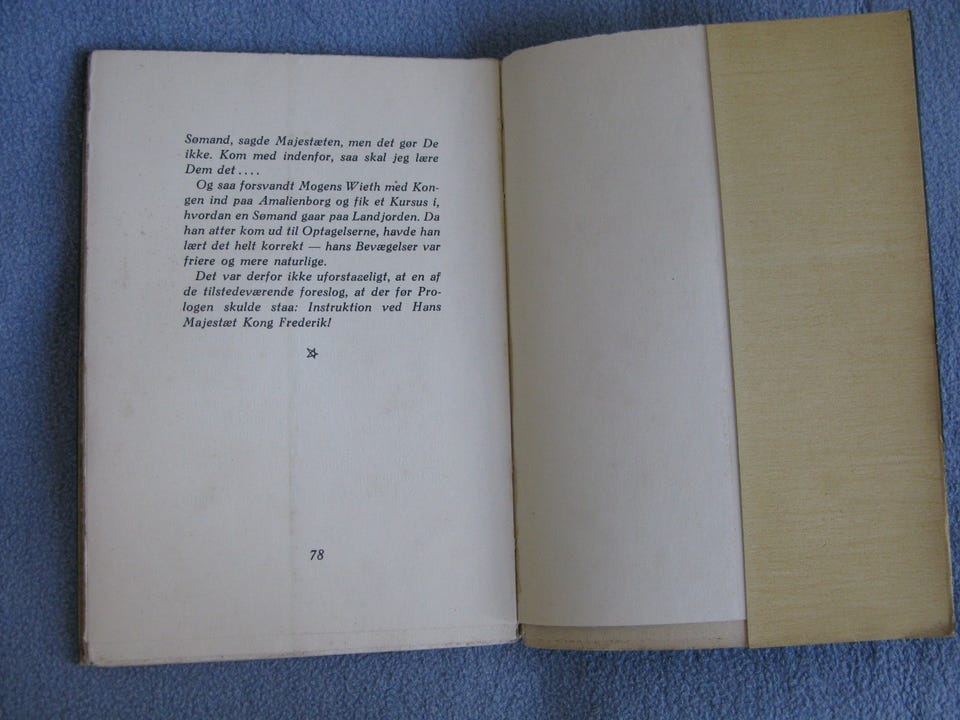 Sømand, sagde Majestæten, men det gør De
ikke. Kom med indenfor, saa skal jeg lære
Dem det ....
Og saa forsvandt Mogens Wieth med Kon-
gen ind paa Amalienborg og fik et Kursus i,
hvordan en Sømand gaar paa Landjorden. Da
han atter kom ud til Optagelserne, havde han
lært det helt korrekt — hans Bevægelser var
friere og mere naturlige.
Det var derfor ikke uforstaaeligt, at en af
de tilstedeværende foreslog, at der før Pro-
logen skulde staa: Instruktion ved Hans
Majestæt Kong Frederik!
78